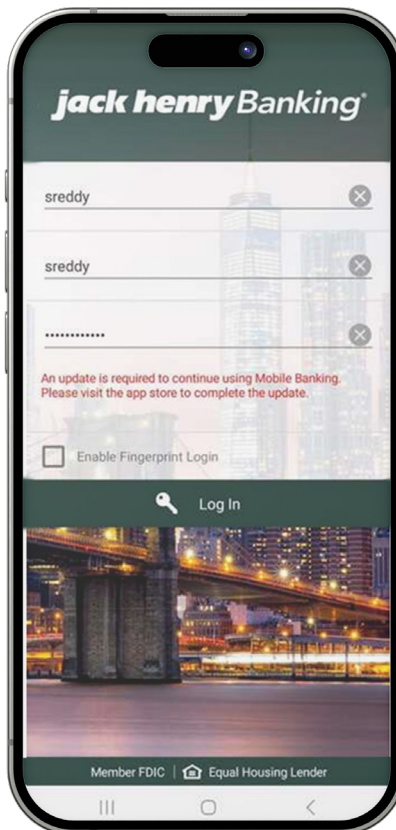 jack henry Banking®
sreddy
sreddy
••••••••••••
An update is required to continue using Mobile Banking.
Please visit the app store to complete the update.
Enable Fingerprint Login
Log In
Member FDIC | Equal Housing Lender